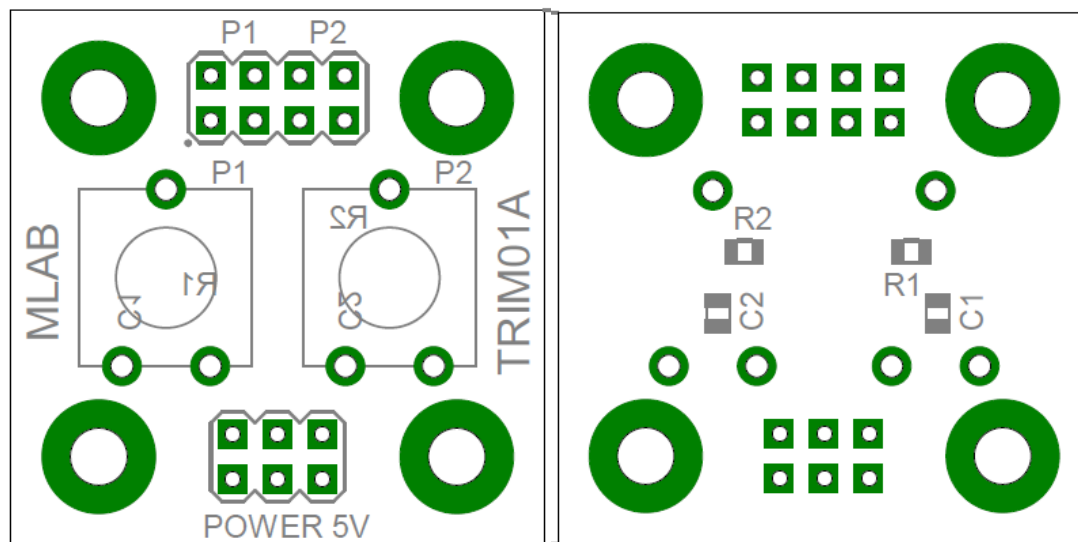 P1 P2
P1 P2
MLAB
R2
R1
C1 C2
TRIM01A
POWER 5V
R2
R1
C2 C1